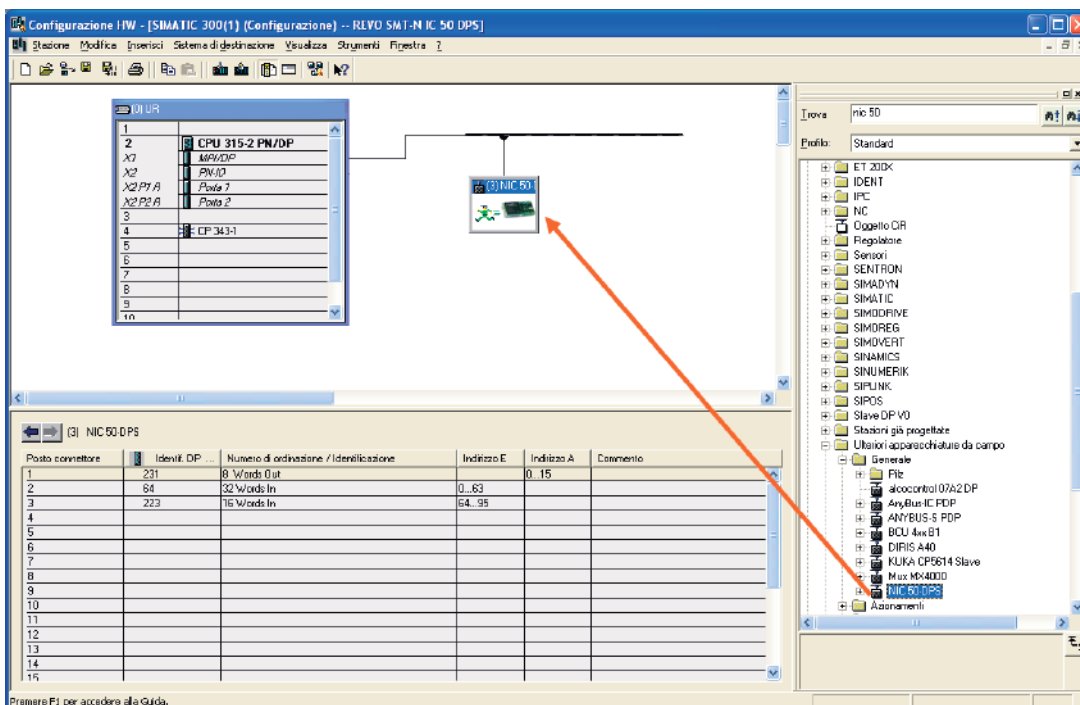 Configurazione HW - [SIMATIC 300(1) (Configurazione) -- REVO SMT-N IC 50 DPS]
Stazione Modifica Inserisci Sistema di destinazione Visualizza Strumenti Finestra ?
(0) UR
1
2 CPU 315-2 PN/DP
X1 MPI/DP
X2 PN-IO
X2 P1 R Porta 1
X2 P2 R Porta 2
3
4 CP 343-1
5
6
7
8
9
10
(3) NIC 50-
Trova nic 50
Profilo: Standard
ET 200X
IDENT
IPC
NC
Oggetto CiR
Regolatore
Sensori
SENTRON
SIMADYN
SIMATIC
SIMODRIVE
SIMOREG
SIMOVERT
SINAMICS
SINUMERIK
SIPLINK
SIPOS
Slave DP V0
Stazioni già progettate
Ulteriori apparecchiature da campo
Generale
Pilz
alcocontrol 07A2 DP
AnyBus-IC PDP
ANYBUS-S PDP
BCU 4xx B1
DIRIS A40
KUKA CP5614 Slave
Mux MX4000
NIC 50-DPS
Azionamenti
(3) NIC 50-DPS
Posto connettore Identif. DP ... Numero di ordinazione / Identificazione Indirizzo E Indirizzo A Commento
1 231 8 Words Out 0...15
2 64 32 Words In 0...63
3 223 16 Words In 64...95
4
5
6
7
8
9
10
11
12
13
14
15
Premere F1 per accedere alla Guida.